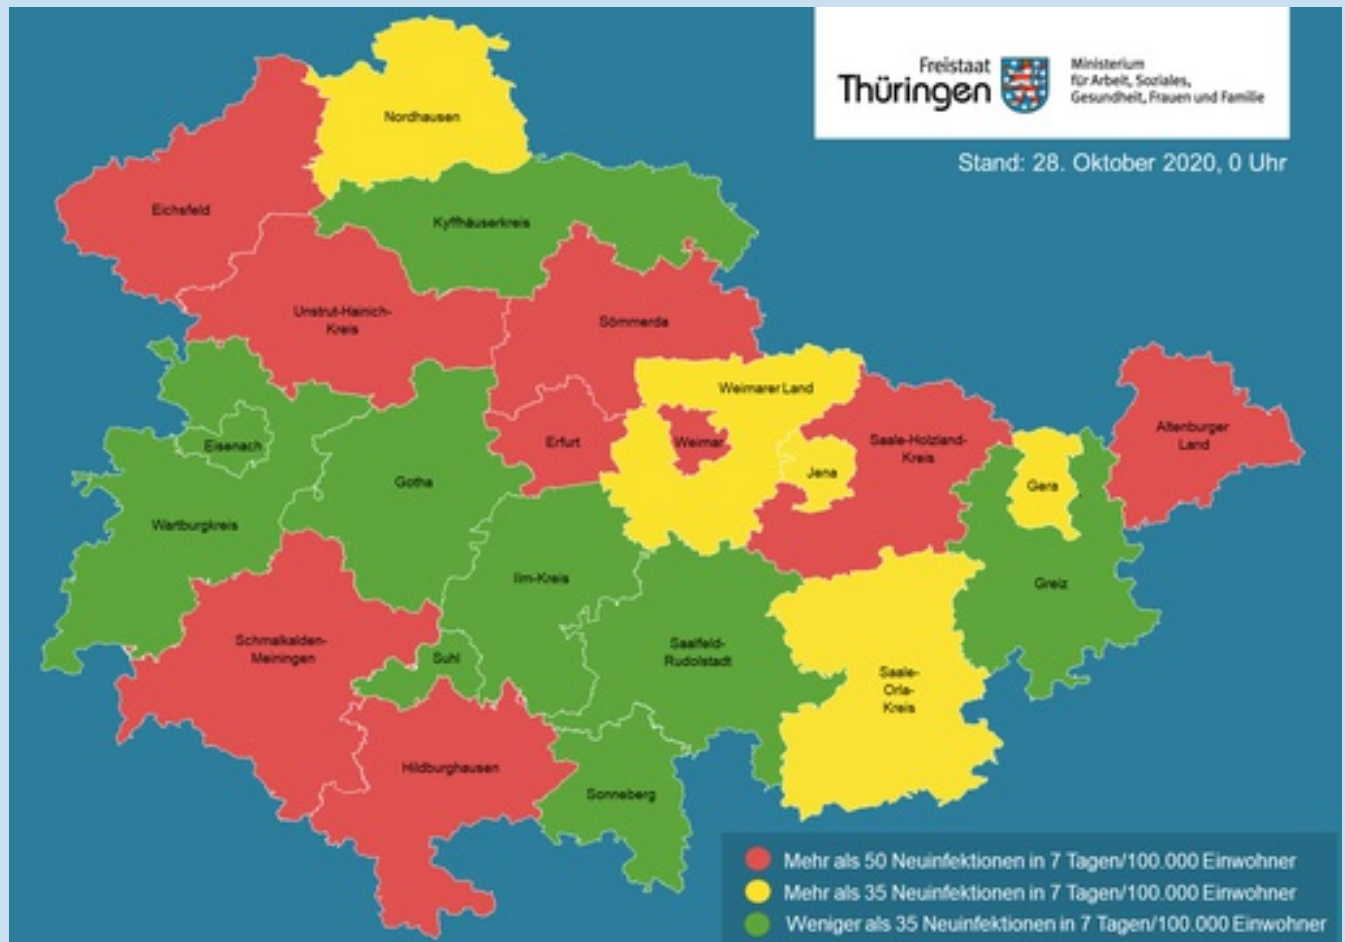 Freistaat
Thüringen
Ministerium
für Arbeit, Soziales,
Gesundheit, Frauen und Familie
Stand: 28. Oktober 2020, 0 Uhr
Nordhausen
Eichsfeld
Kyffhäuserkreis
Unstrut-Hainich-
Kreis
Sömmerda
Weimarer Land
Eisenach
Erfurt
Weimar
Saale-Holzland-
Kreis
Altenburger
Land
Gotha
Jena
Gera
Wartburgkreis
Ilm-Kreis
Greiz
Schmalkalden-
Meiningen
Suhl
Saalfeld-
Rudolstadt
Saale-
Orla-
Kreis
Hildburghausen
Sonneberg
Mehr als 50 Neuinfektionen in 7 Tagen/100.000 Einwohner
Mehr als 35 Neuinfektionen in 7 Tagen/100.000 Einwohner
Weniger als 35 Neuinfektionen in 7 Tagen/100.000 Einwohner